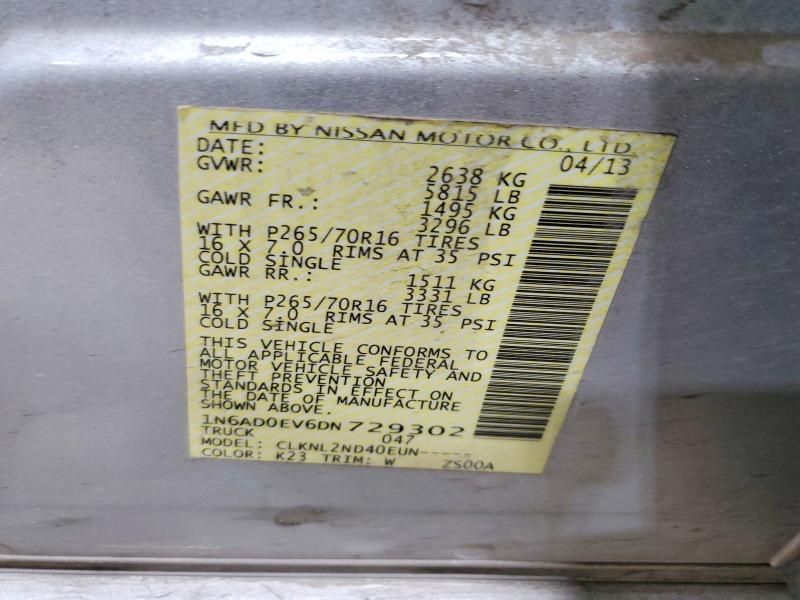 MFD BY NISSAN MOTOR CO., LTD.
DATE: 04/13
GVWR: 2638 KG
5815 LB
GAWR FR.: 1495 KG
3296 LB
WITH P265/70R16 TIRES
16 X 7.0 RIMS AT 35 PSI
COLD SINGLE
GAWR RR.: 1511 KG
3331 LB
WITH P265/70R16 TIRES
16 X 7.0 RIMS AT 35 PSI
COLD SINGLE
THIS VEHICLE CONFORMS TO
ALL APPLICABLE FEDERAL
MOTOR VEHICLE SAFETY AND
THEFT PREVENTION
STANDARDS IN EFFECT ON
THE DATE OF MANUFACTURE
SHOWN ABOVE.
1N6AD0EV6DN729302
TRUCK 047
MODEL: CLKNL2ND40EUN-----
COLOR: K23 TRIM: W ZS00A